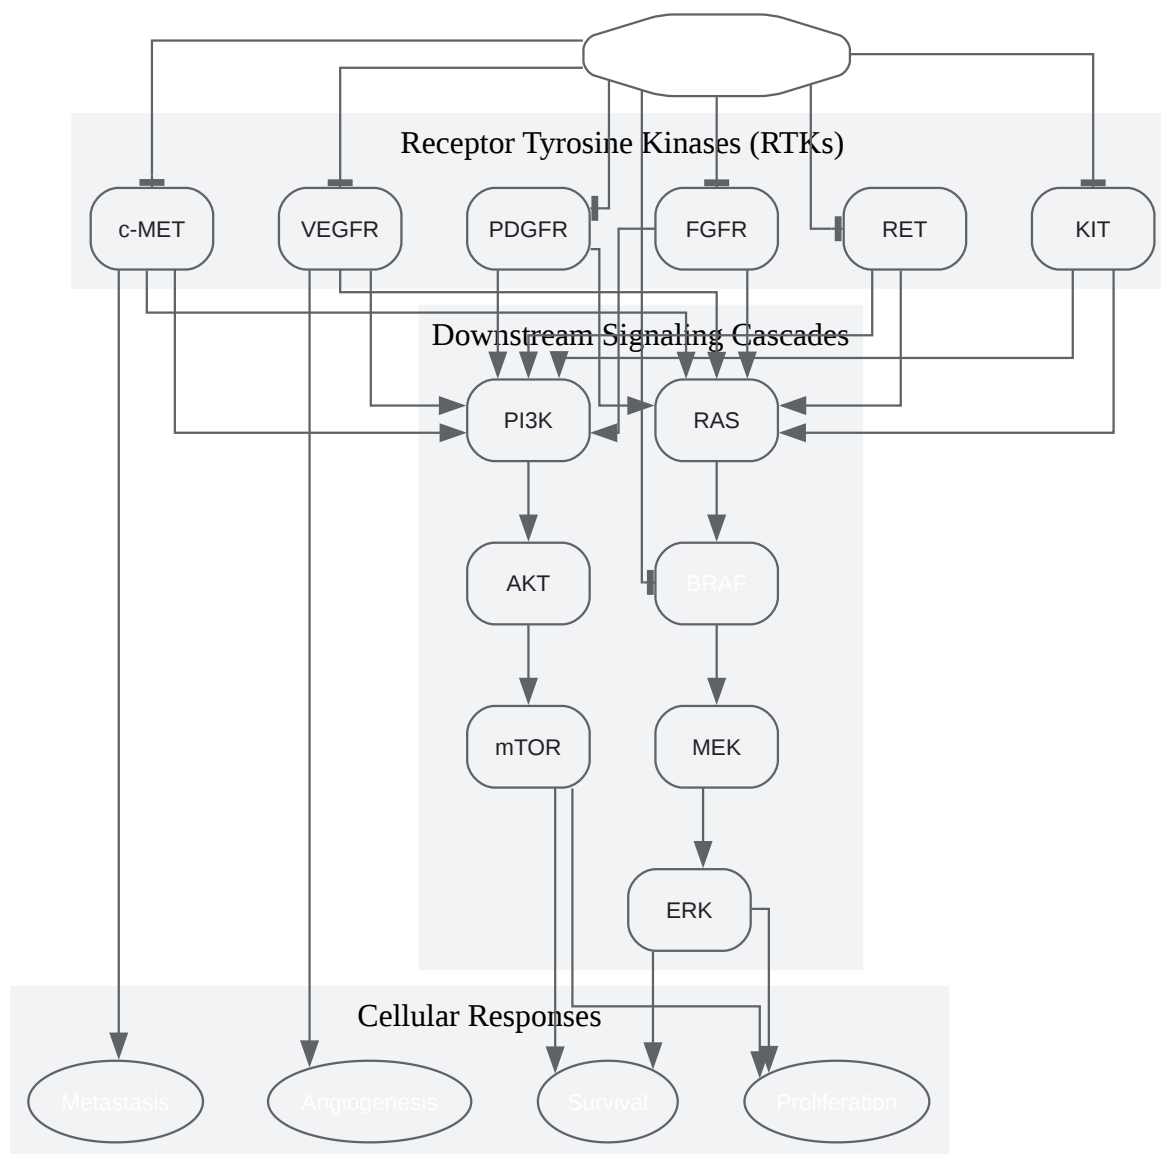 Receptor Tyrosine Kinases (RTKs)
c-MET
VEGFR
PDGFR
FGFR
RET
KIT
Downstream Signaling Cascades
PI3K
RAS
AKT
BRAF
mTOR
MEK
ERK
Cellular Responses
Metastasis
Angiogenesis
Survival
Proliferation